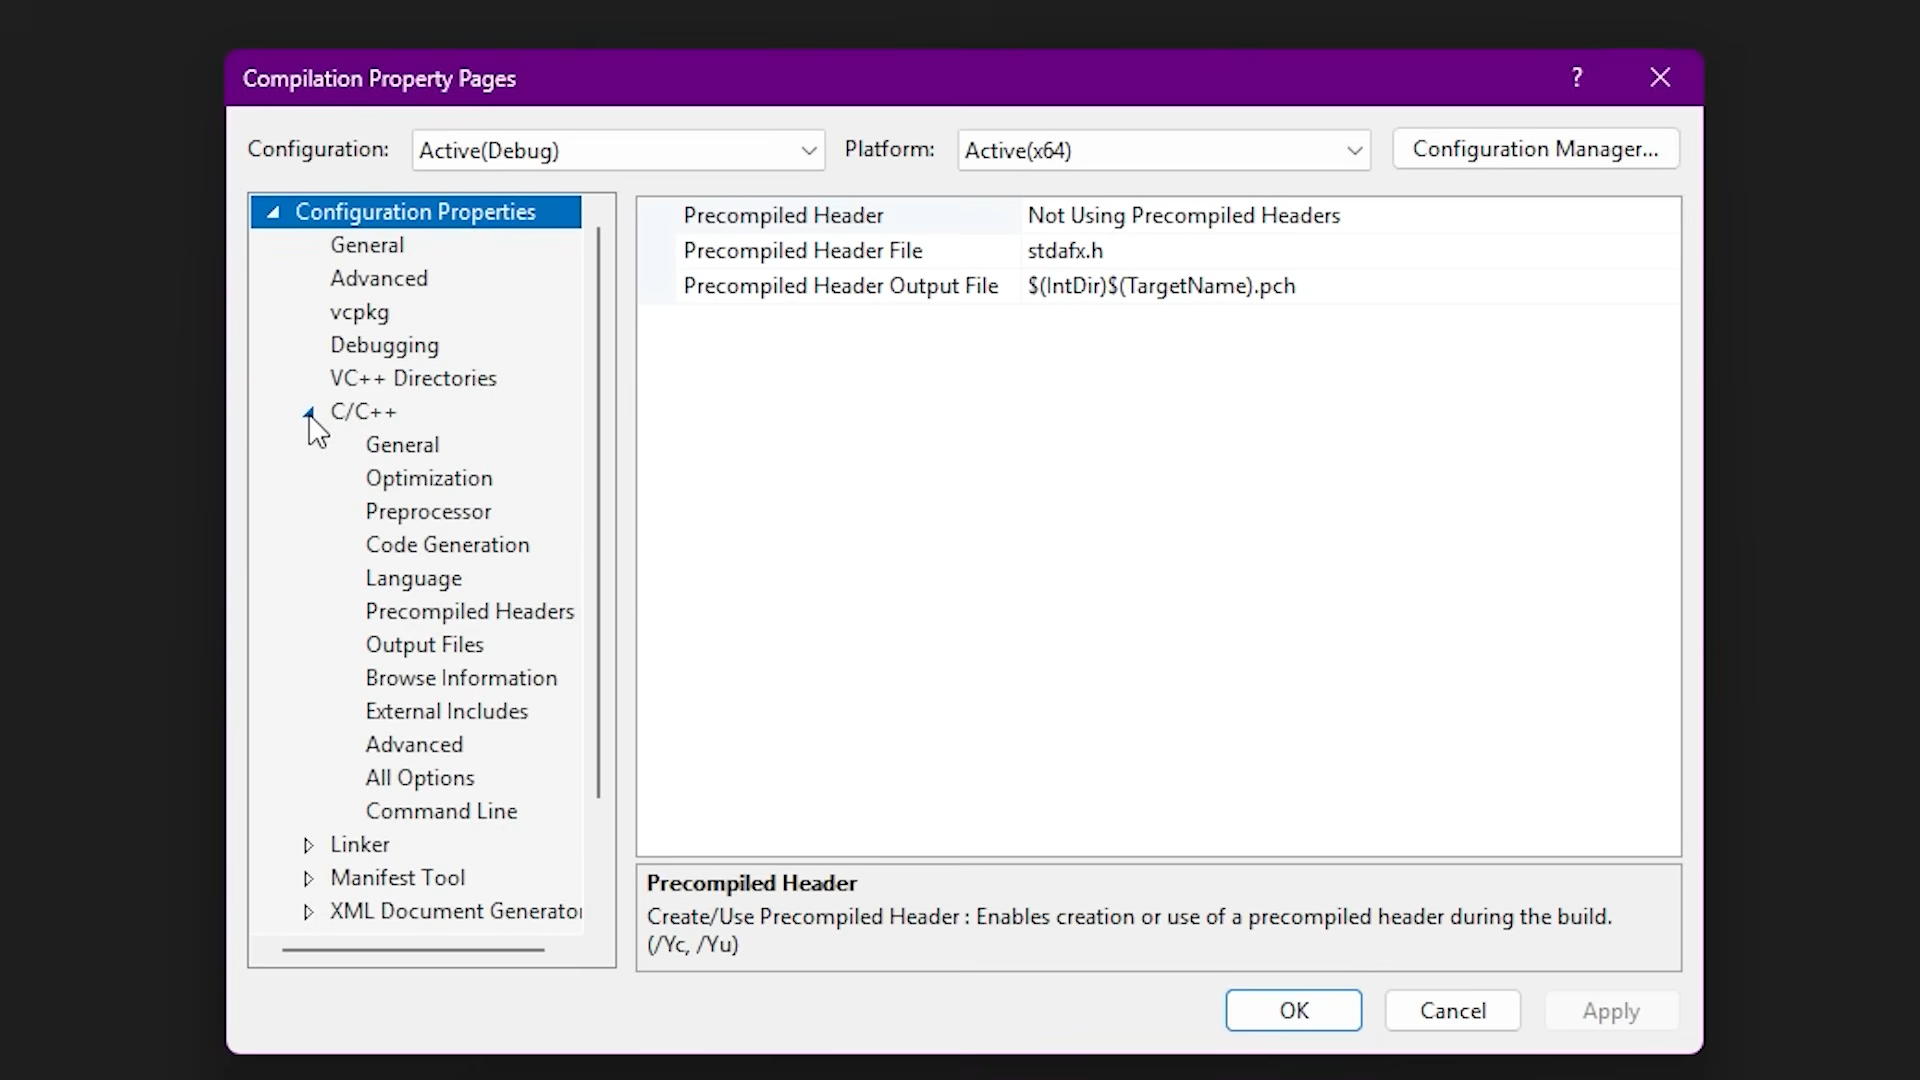 Compilation Property Pages
?
Configuration: Active(Debug) Platform: Active(x64) Configuration Manager...
Configuration Properties
General
Advanced
vcpkg
Debugging
VC++ Directories
C/C++
General
Optimization
Preprocessor
Code Generation
Language
Precompiled Headers
Output Files
Browse Information
External Includes
Advanced
All Options
Command Line
Linker
Manifest Tool
XML Document Generator
Precompiled Header Not Using Precompiled Headers
Precompiled Header File stdafx.h
Precompiled Header Output File $(IntDir)$(TargetName).pch
Precompiled Header
Create/Use Precompiled Header : Enables creation or use of a precompiled header during the build.
(/Yc, /Yu)
OK Cancel Apply